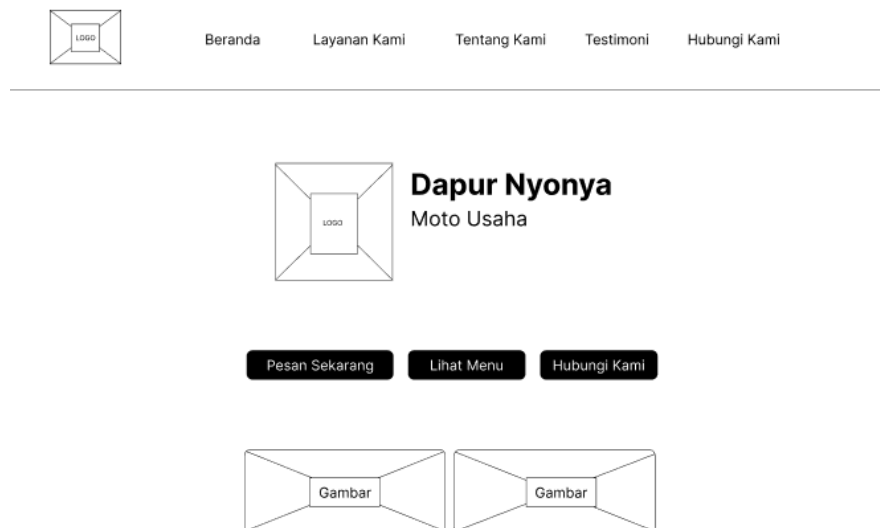 LOGO
Beranda Layanan Kami Tentang Kami Testimoni Hubungi Kami
LOGO
Dapur Nyonya
Moto Usaha
Pesan Sekarang Lihat Menu Hubungi Kami
Gambar Gambar